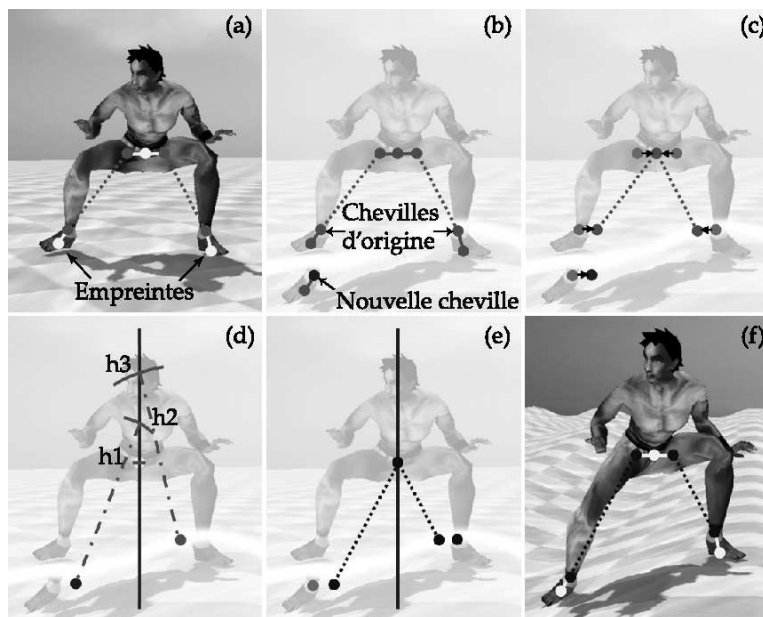 (a)
Empreintes
(b)
Chevilles
d'origine
Nouvelle cheville
(c)
(d)
h3
h2
h1
(e)
(f)